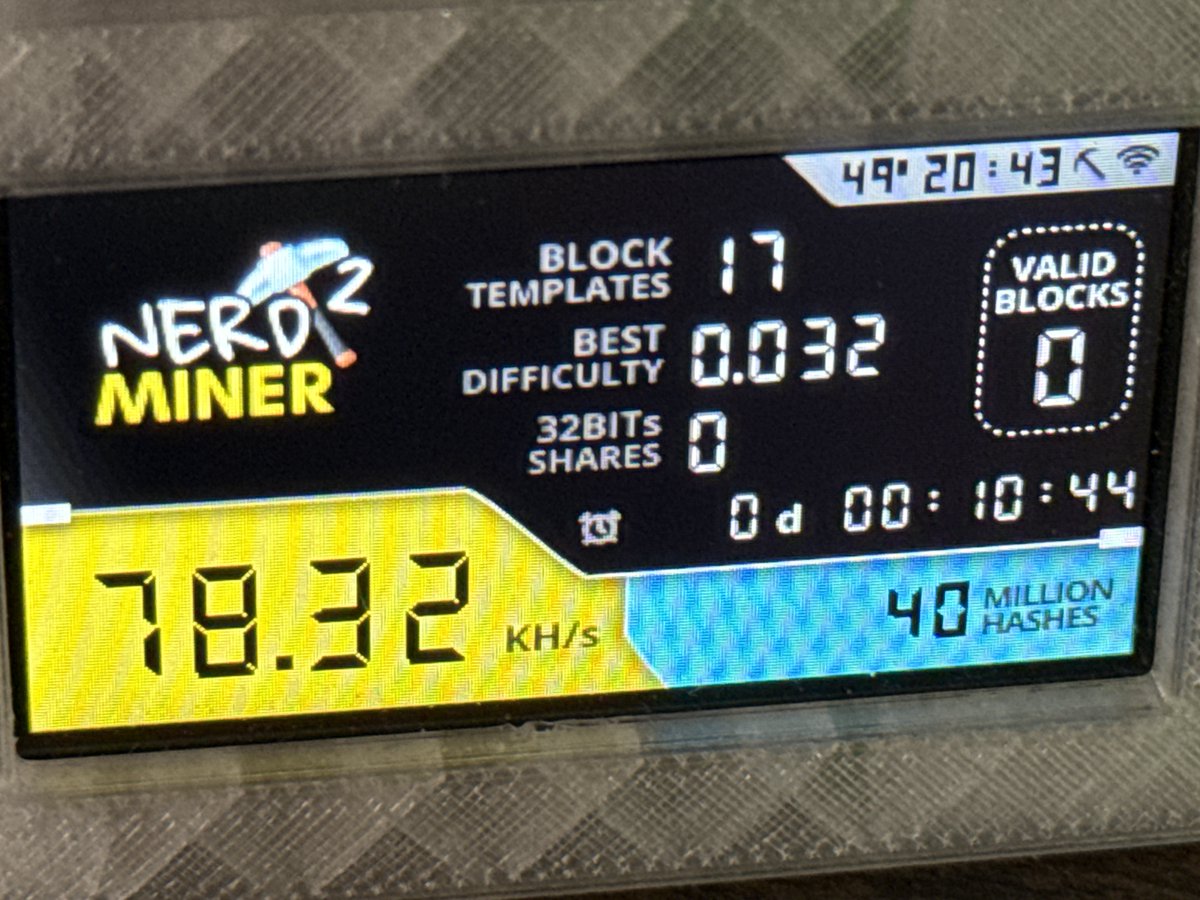 49° 20:43
NERD 2
MINER
BLOCK
TEMPLATES 17
BEST
DIFFICULTY 0.032
32BITs
SHARES 0
VALID
BLOCKS
0
0 d 00:10:44
78.32 KH/s
40 MILLION
HASHES